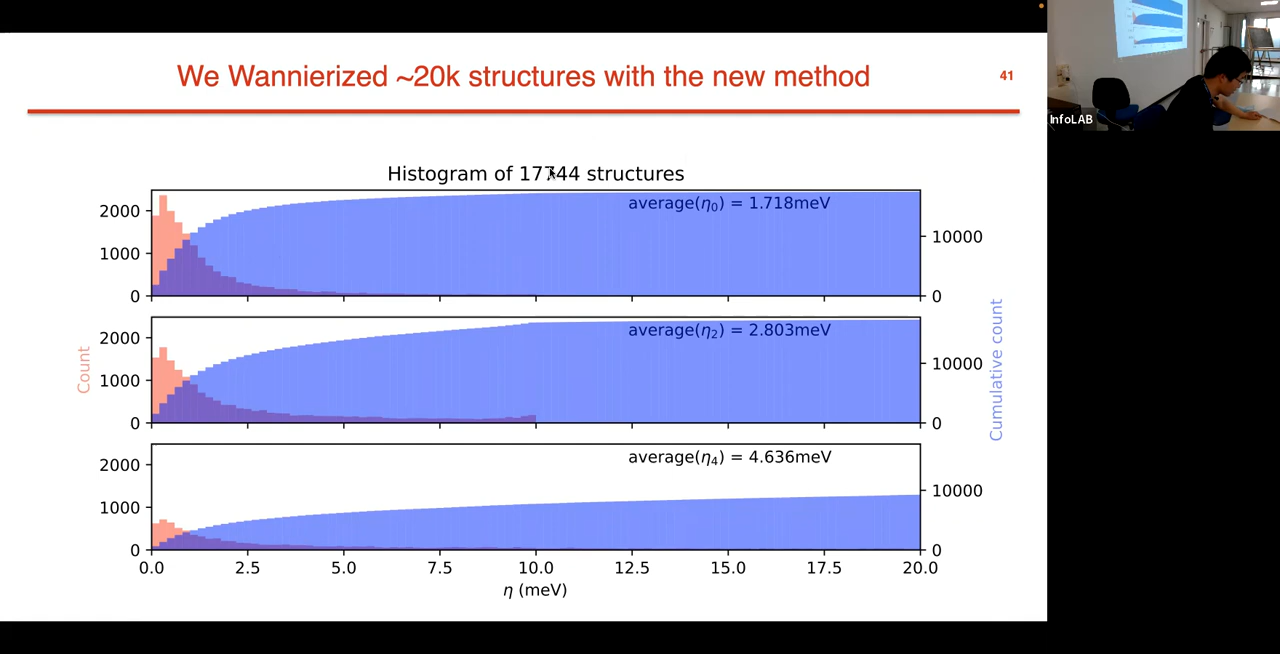 We Wannierized ~20k structures with the new method
41
InfoLAB
Histogram of 17744 structures
average(η₀) = 1.718meV
2000
1000
0
10000
0
average(η₂) = 2.803meV
2000
1000
0
10000
0
Count
Cumulative count
average(η₄) = 4.636meV
2000
1000
0
10000
0
0.0 2.5 5.0 7.5 10.0 12.5 15.0 17.5 20.0
η (meV)